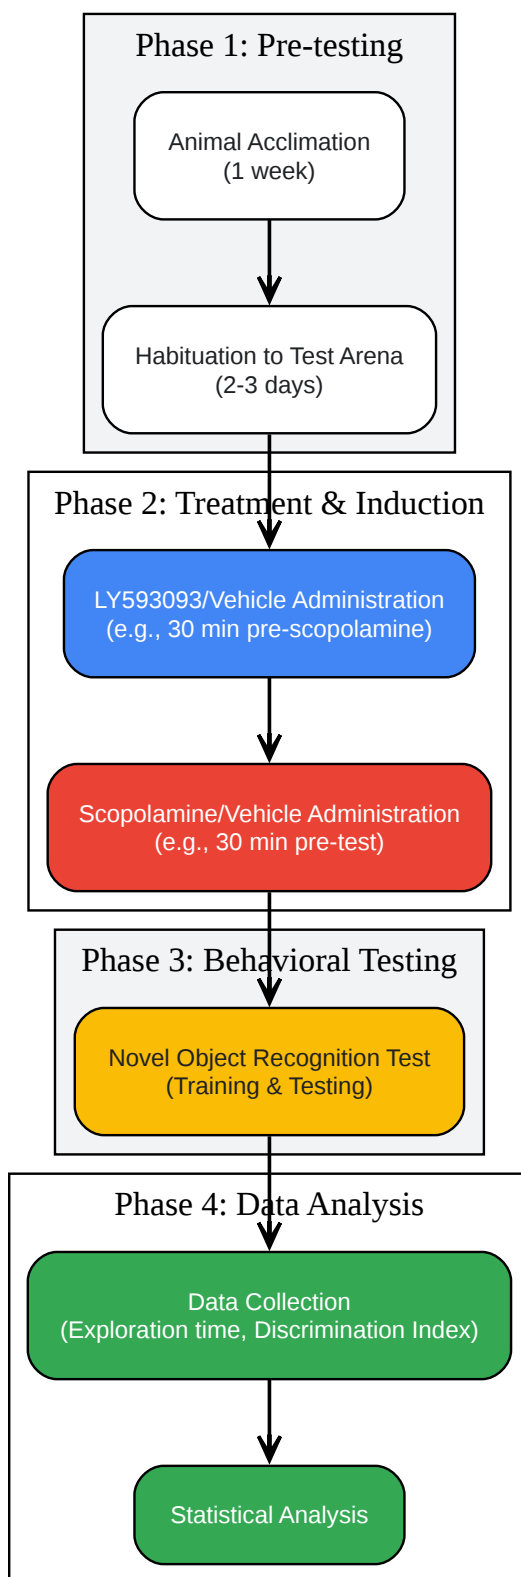 Phase 1: Pre-testing
Animal Acclimation
(1 week)
Habituation to Test Arena
(2-3 days)
Phase 2: Treatment & Induction
LY593093/Vehicle Administration
(e.g., 30 min pre-scopolamine)
Scopolamine/Vehicle Administration
(e.g., 30 min pre-test)
Phase 3: Behavioral Testing
Novel Object Recognition Test
(Training & Testing)
Phase 4: Data Analysis
Data Collection
(Exploration time, Discrimination Index)
Statistical Analysis